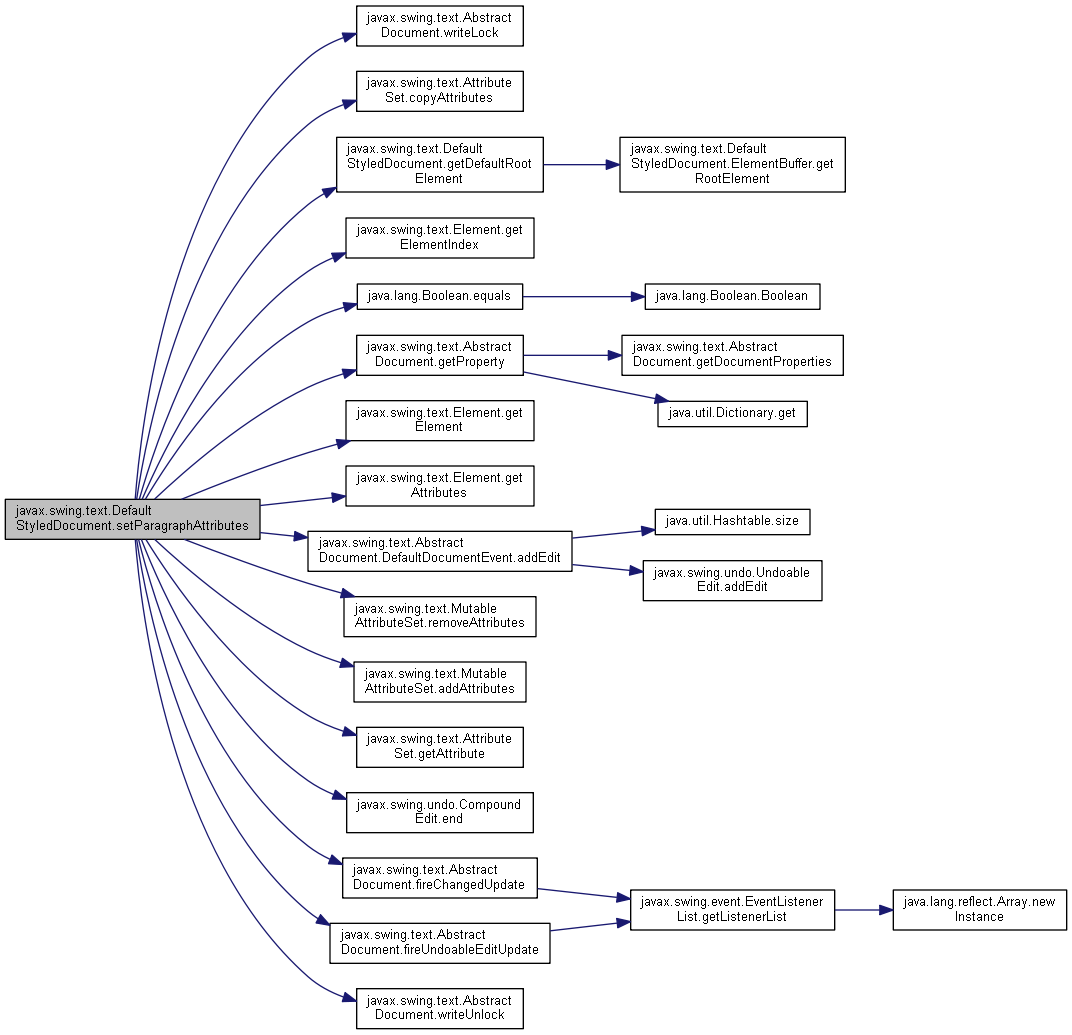 javax.swing.text.Abstract
Document.writeLock
javax.swing.text.Attribute
Set.copyAttributes
javax.swing.text.Default
StyledDocument.getDefaultRoot
Element
javax.swing.text.Default
StyledDocument.ElementBuffer.get
RootElement
javax.swing.text.Element.get
ElementIndex
java.lang.Boolean.equals
java.lang.Boolean.Boolean
javax.swing.text.Abstract
Document.getProperty
javax.swing.text.Abstract
Document.getDocumentProperties
java.util.Dictionary.get
javax.swing.text.Element.get
Element
javax.swing.text.Element.get
Attributes
javax.swing.text.Default
StyledDocument.setParagraphAttributes
javax.swing.text.Abstract
Document.DefaultDocumentEvent.addEdit
java.util.Hashtable.size
javax.swing.undo.Undoable
Edit.addEdit
javax.swing.text.Mutable
AttributeSet.removeAttributes
javax.swing.text.Mutable
AttributeSet.addAttributes
javax.swing.text.Attribute
Set.getAttribute
javax.swing.undo.Compound
Edit.end
javax.swing.text.Abstract
Document.fireChangedUpdate
javax.swing.event.EventListener
List.getListenerList
java.lang.reflect.Array.new
Instance
javax.swing.text.Abstract
Document.fireUndoableEditUpdate
javax.swing.text.Abstract
Document.writeUnlock